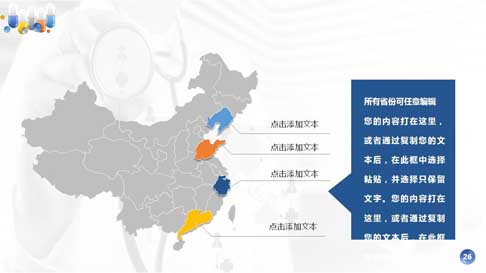 点击添加文本
点击添加文本
点击添加文本
点击添加文本
所有省份可任意编辑
您的内容打在这里，
或者通过复制您的文
本后，在此框中选择
粘贴，并选择只保留
文字。您的内容打在
这里，或者通过复制
您的文本后，在此框
26